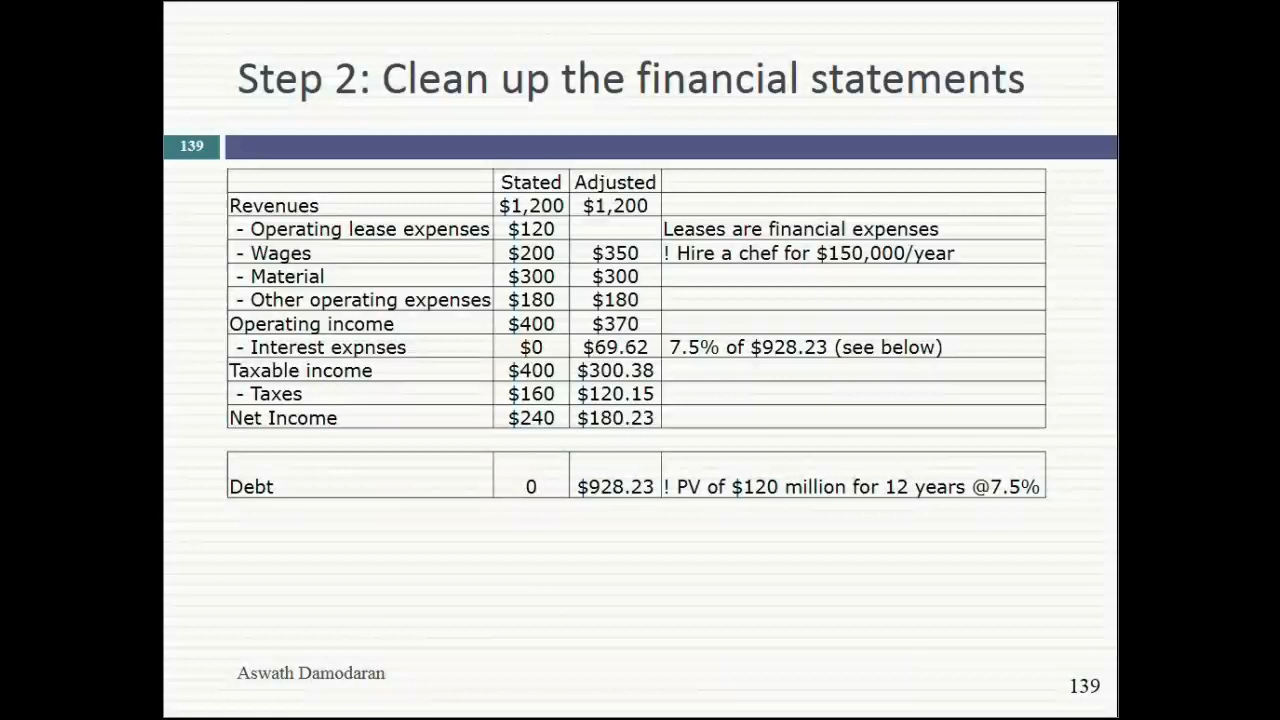 Step 2: Clean up the financial statements
139
Stated Adjusted
Revenues $1,200 $1,200
- Operating lease expenses $120 Leases are financial expenses
- Wages $200 $350 ! Hire a chef for $150,000/year
- Material $300 $300
- Other operating expenses $180 $180
Operating income $400 $370
- Interest expnses $0 $69.62 7.5% of $928.23 (see below)
Taxable income $400 $300.38
- Taxes $160 $120.15
Net Income $240 $180.23
Debt 0 $928.23 ! PV of $120 million for 12 years @7.5%
Aswath Damodaran
139